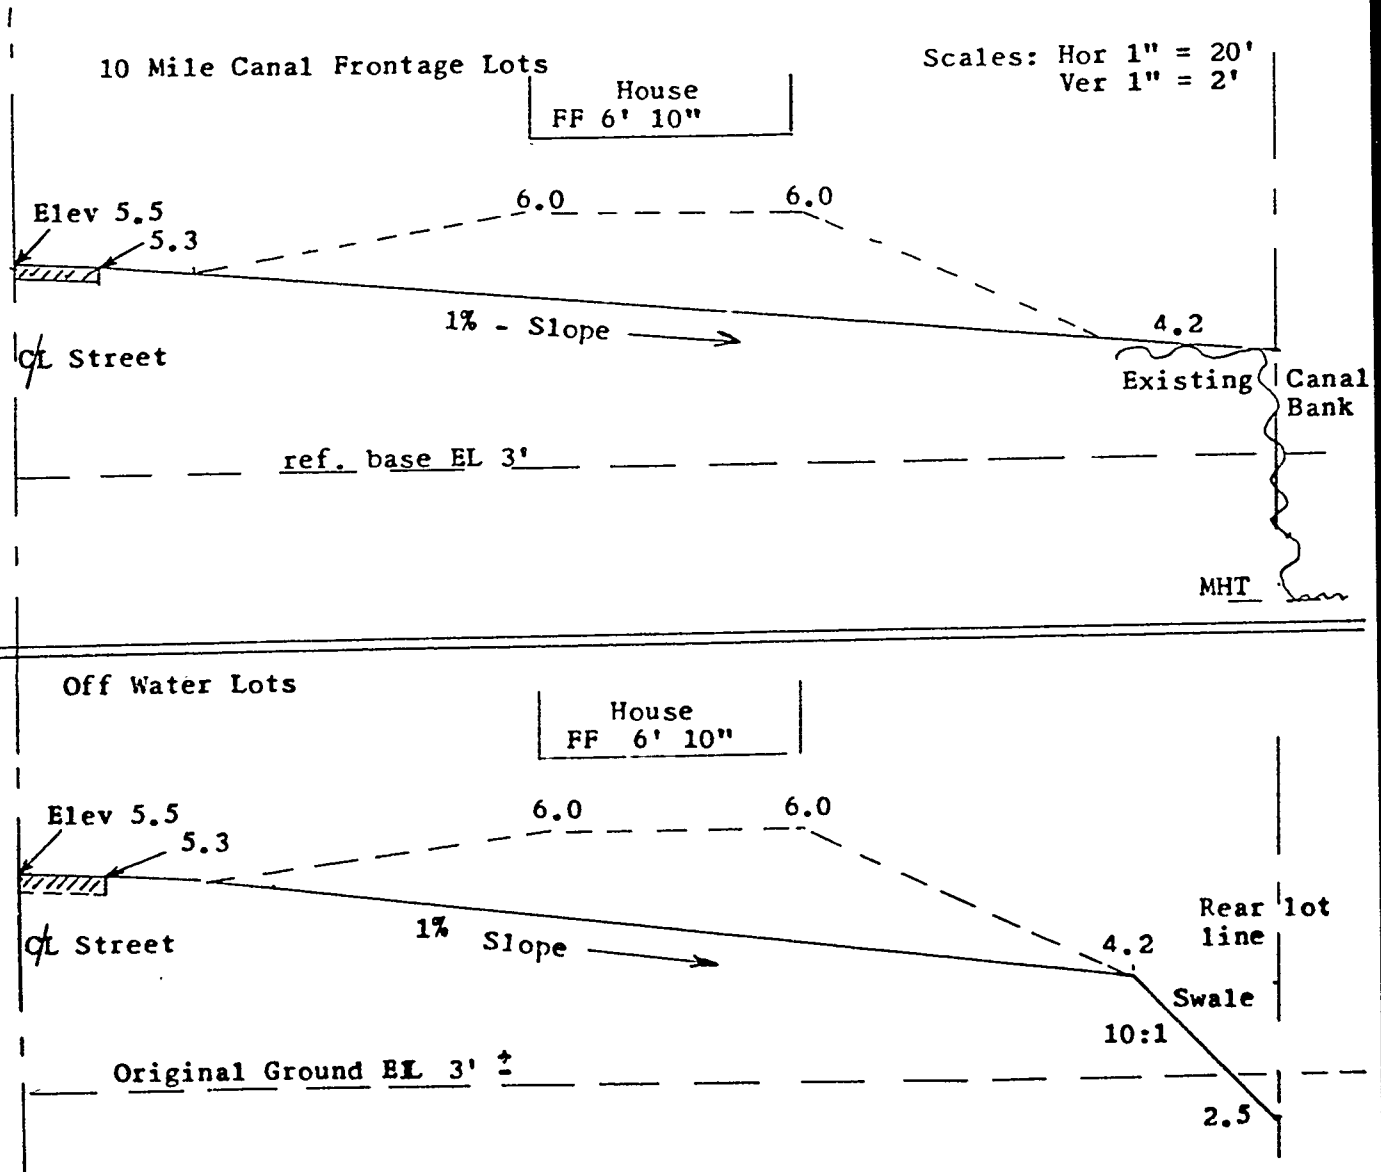 10 Mile Canal Frontage Lots
Scales: Hor 1" = 20'
Ver 1" = 2'
House
FF 6' 10"
6.0
6.0
Elev 5.5
5.3
1% - Slope
4.2
CL Street
Existing
Canal
Bank
ref. base EL 3'
MHT
Off Water Lots
House
FF 6' 10"
6.0
6.0
Elev 5.5
5.3
Rear lot
line
1% Slope
4.2
CL Street
Swale
10:1
Original Ground EL 3' ±
2.5